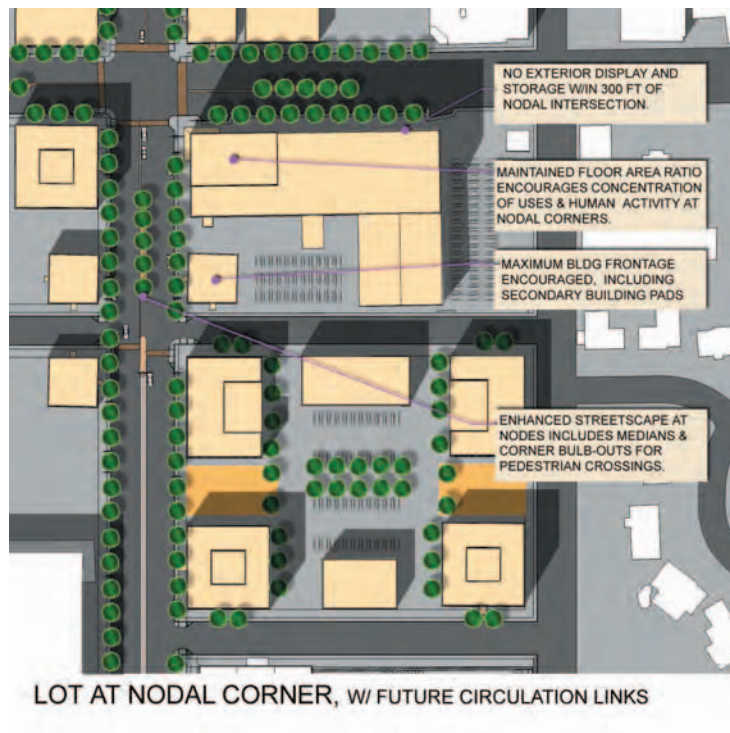 NO EXTERIOR DISPLAY AND
STORAGE W/IN 300 FT OF
NODAL INTERSECTION.
MAINTAINED FLOOR AREA RATIO
ENCOURAGES CONCENTRATION
OF USES & HUMAN ACTIVITY AT
NODAL CORNERS.
MAXIMUM BLDG FRONTAGE
ENCOURAGED, INCLUDING
SECONDARY BUILDING PADS
ENHANCED STREETSCAPE AT
NODES INCLUDES MEDIANS &
CORNER BULB-OUTS FOR
PEDESTRIAN CROSSINGS.
LOT AT NODAL CORNER, W/ FUTURE CIRCULATION LINKS